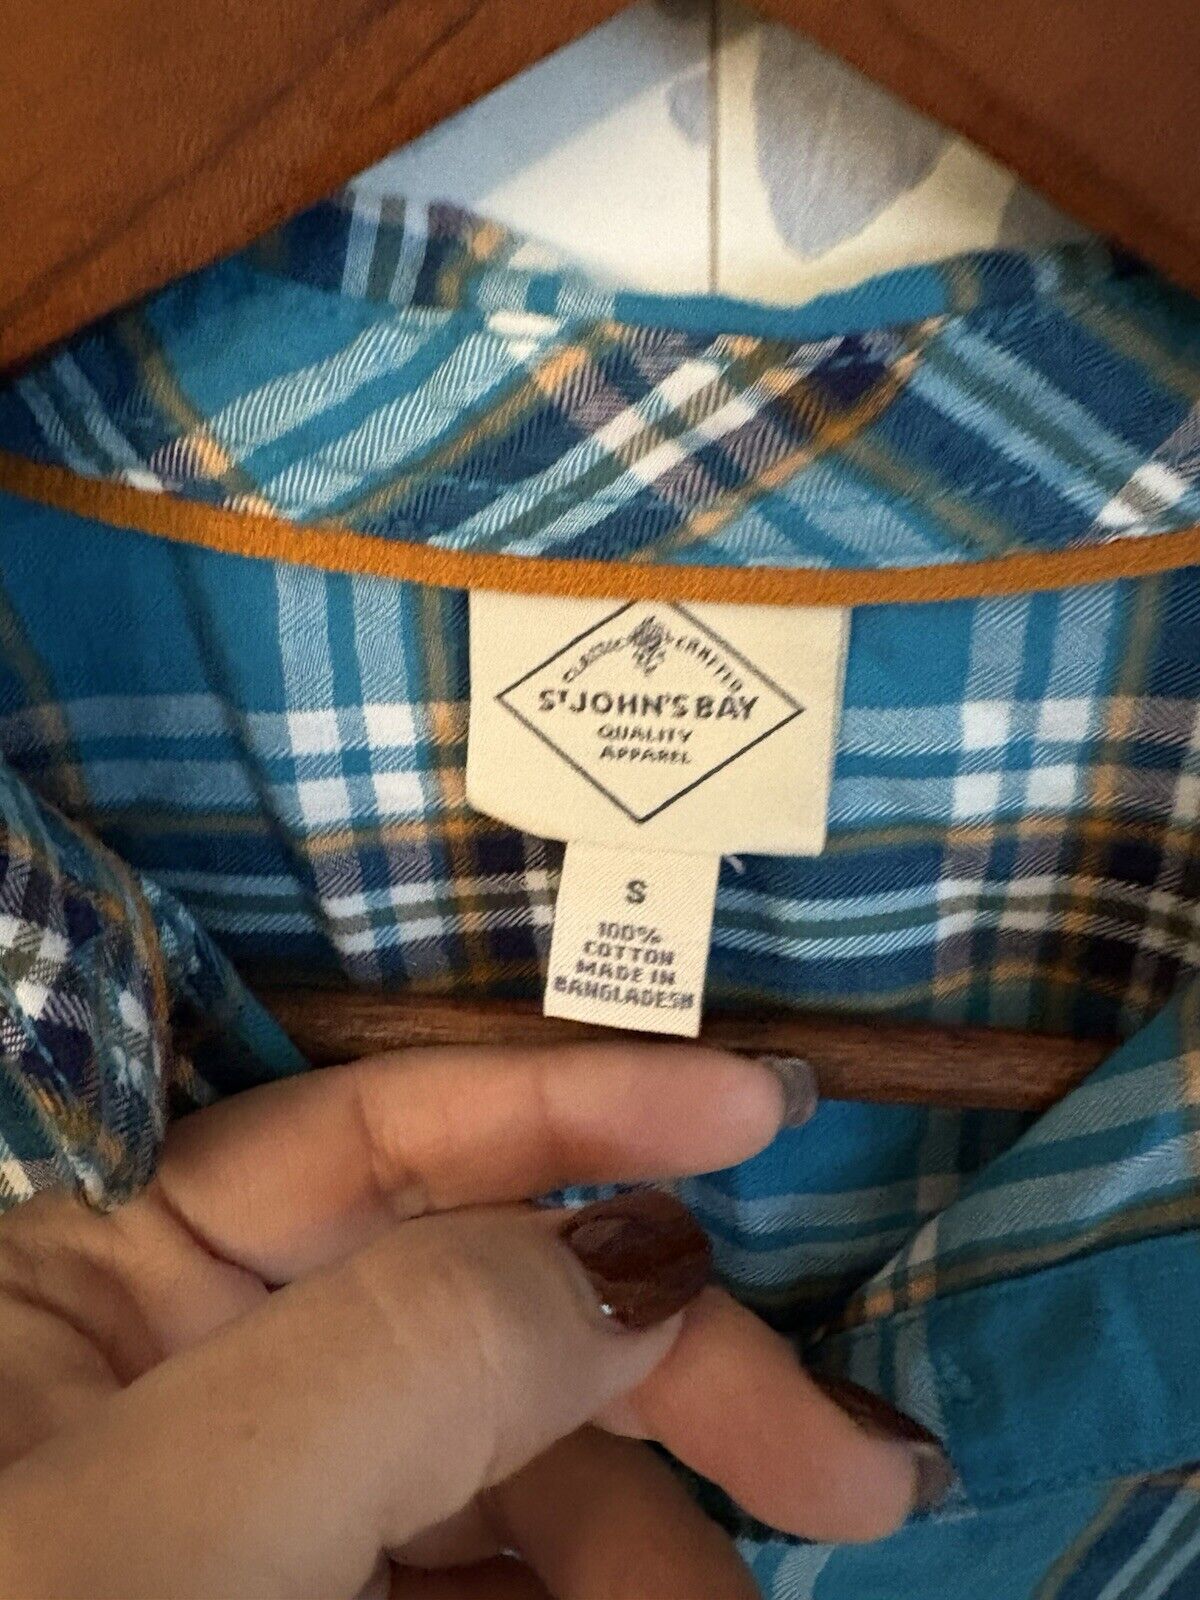 CLASSIC CRAFTED
ST JOHN'S BAY
QUALITY
APPAREL
S
100%
COTTON
MADE IN
BANGLADESH